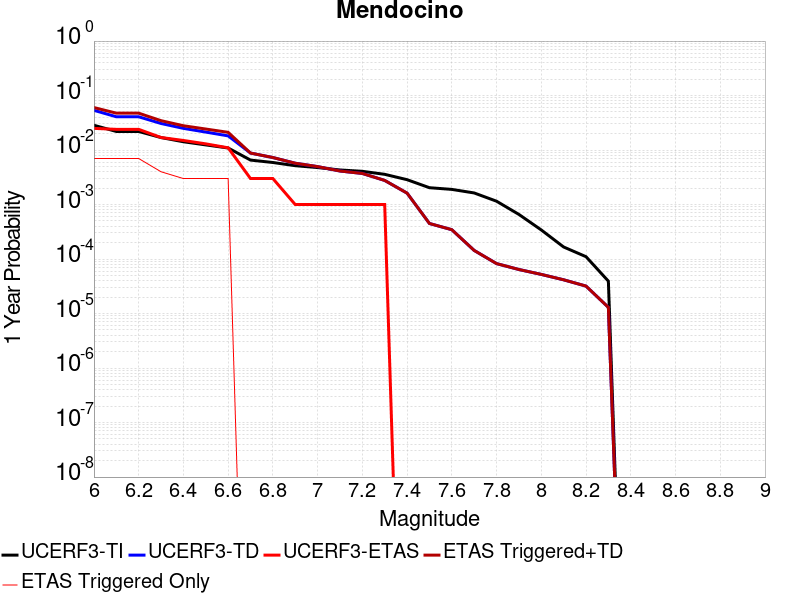 Mendocino
10^0
10^-1
10^-2
10^-3
10^-4
10^-5
10^-6
10^-7
10^-8
1 Year Probability
6 6.2 6.4 6.6 6.8 7 7.2 7.4 7.6 7.8 8 8.2 8.4 8.6 8.8 9
Magnitude
UCERF3-TI UCERF3-TD UCERF3-ETAS ETAS Triggered+TD
ETAS Triggered Only